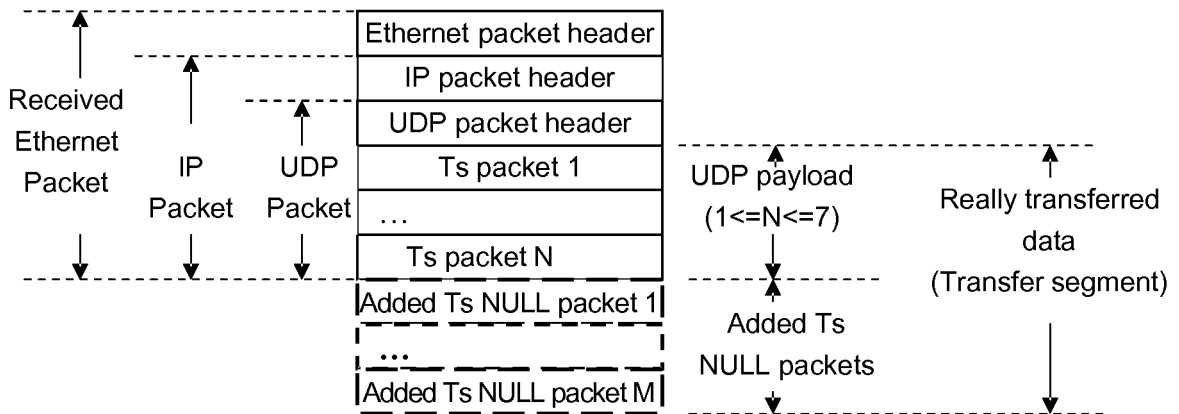 Ethernet packet header
IP packet header
UDP packet header
Ts packet 1
...
Ts packet N
Added Ts NULL packet 1
...
Added Ts NULL packet M
Received
Ethernet
Packet
IP
Packet
UDP
Packet
UDP payload
(1<=N<=7)
Added Ts
NULL packets
Really transferred
data
(Transfer segment)